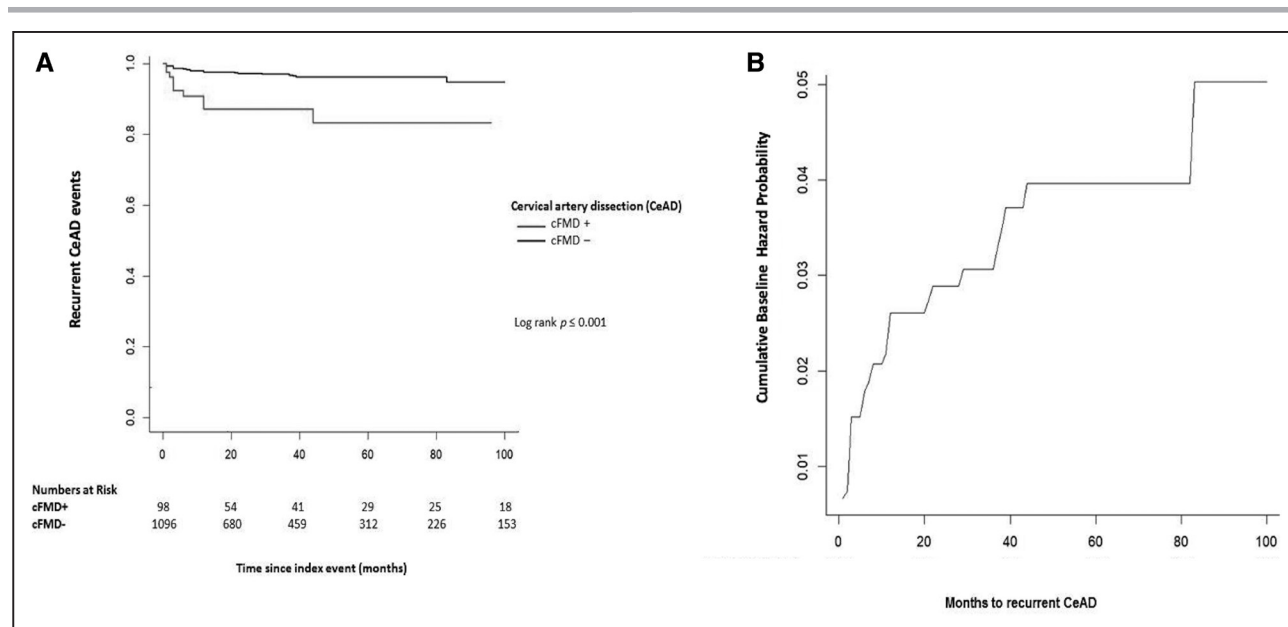 A
Recurrent CeAD events
1.0
0.8
0.6
0.4
0.2
0.0
0 20 40 60 80 100
Cervical artery dissection (CeAD)
cFMD +
cFMD –
Log rank p ≤ 0.001
Numbers at Risk
cFMD+ 98 54 41 29 25 18
cFMD- 1096 680 459 312 226 153
Time since index event (months)
B
Cumulative Baseline Hazard Probability
0.05
0.04
0.03
0.02
0.01
0 20 40 60 80 100
Months to recurrent CeAD